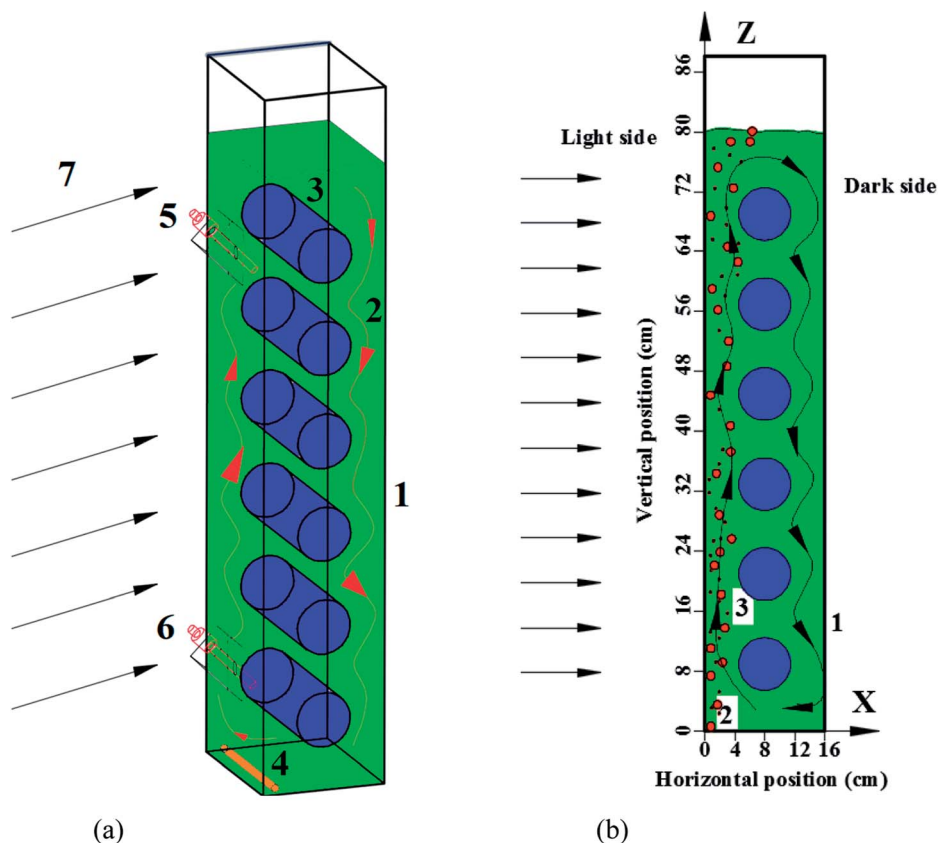 7
5
3
2
1
6
4
(a)
Z
Light side
Dark side
Vertical position (cm)
86
80
72
64
56
48
40
32
24
16
8
0
3
1
2
X
0 4 8 12 16
Horizontal position (cm)
(b)